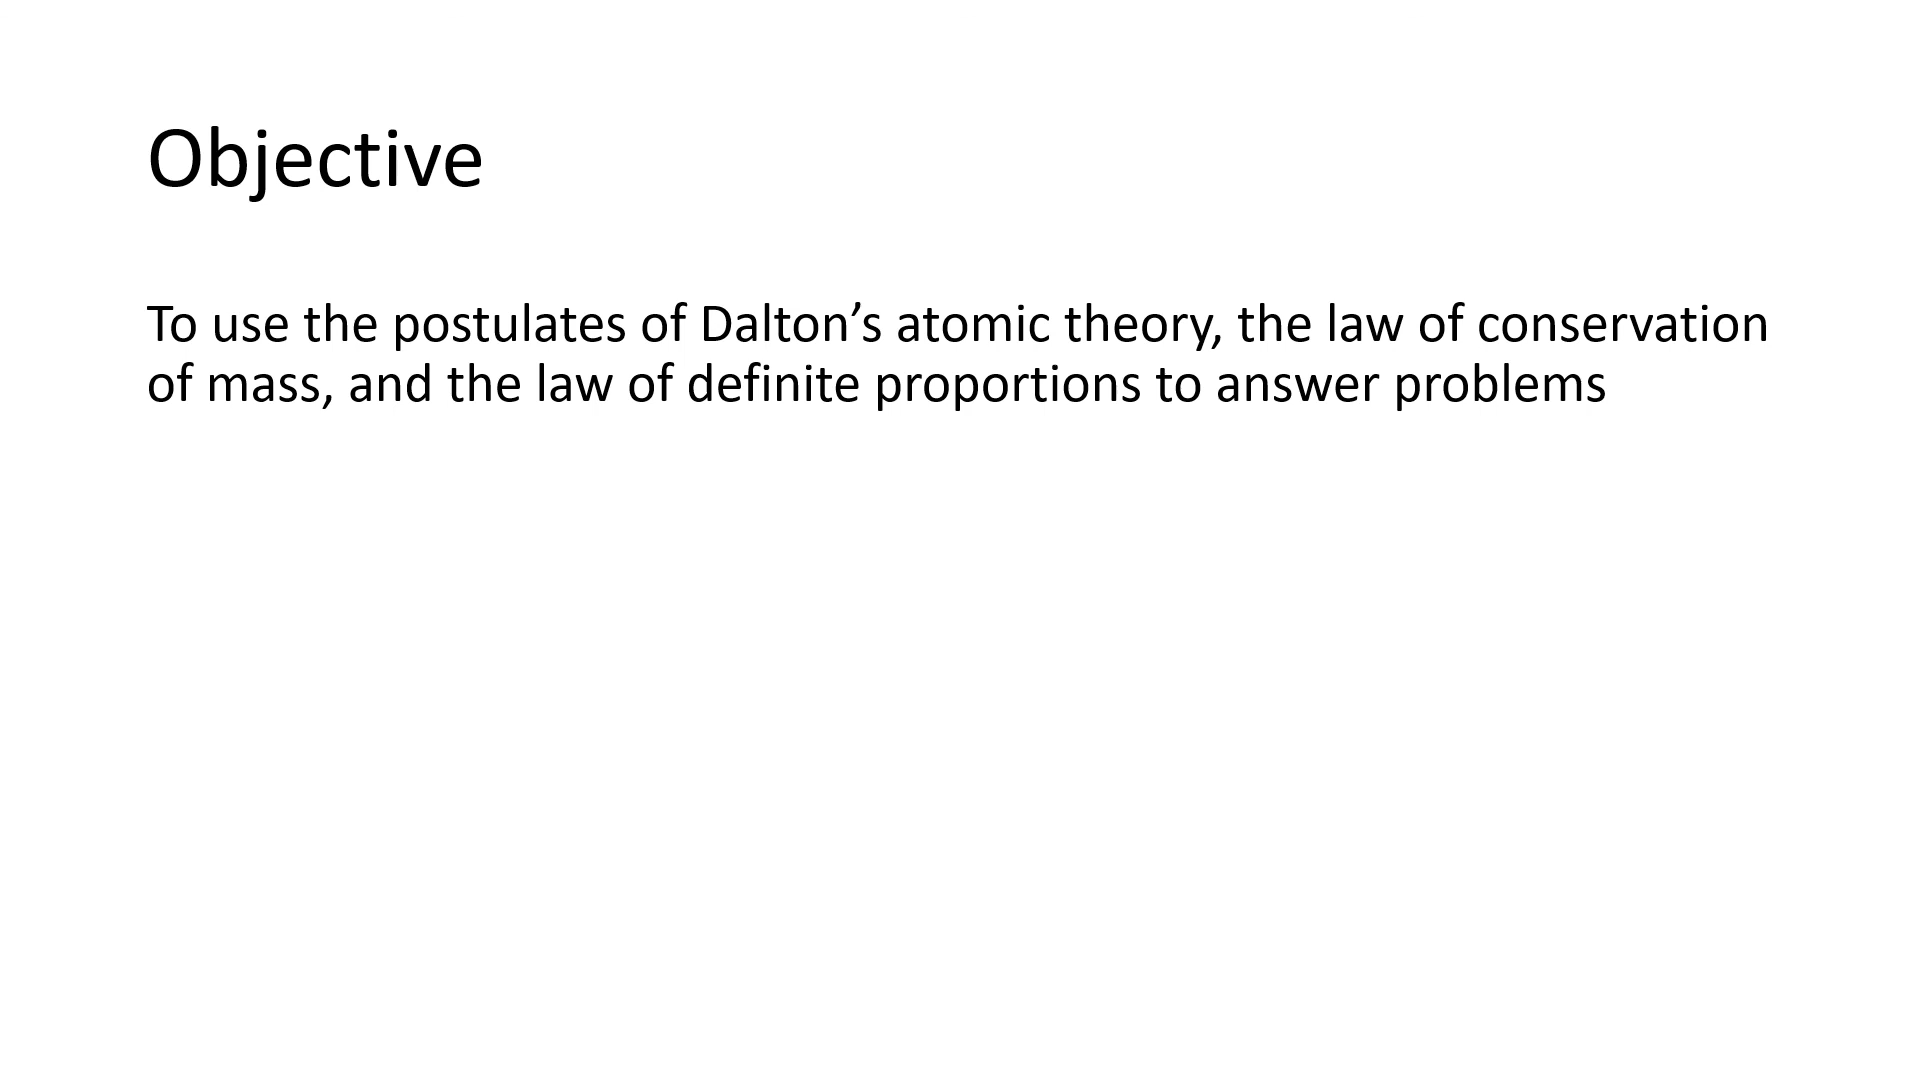 Objective
To use the postulates of Dalton’s atomic theory, the law of conservation
of mass, and the law of definite proportions to answer problems